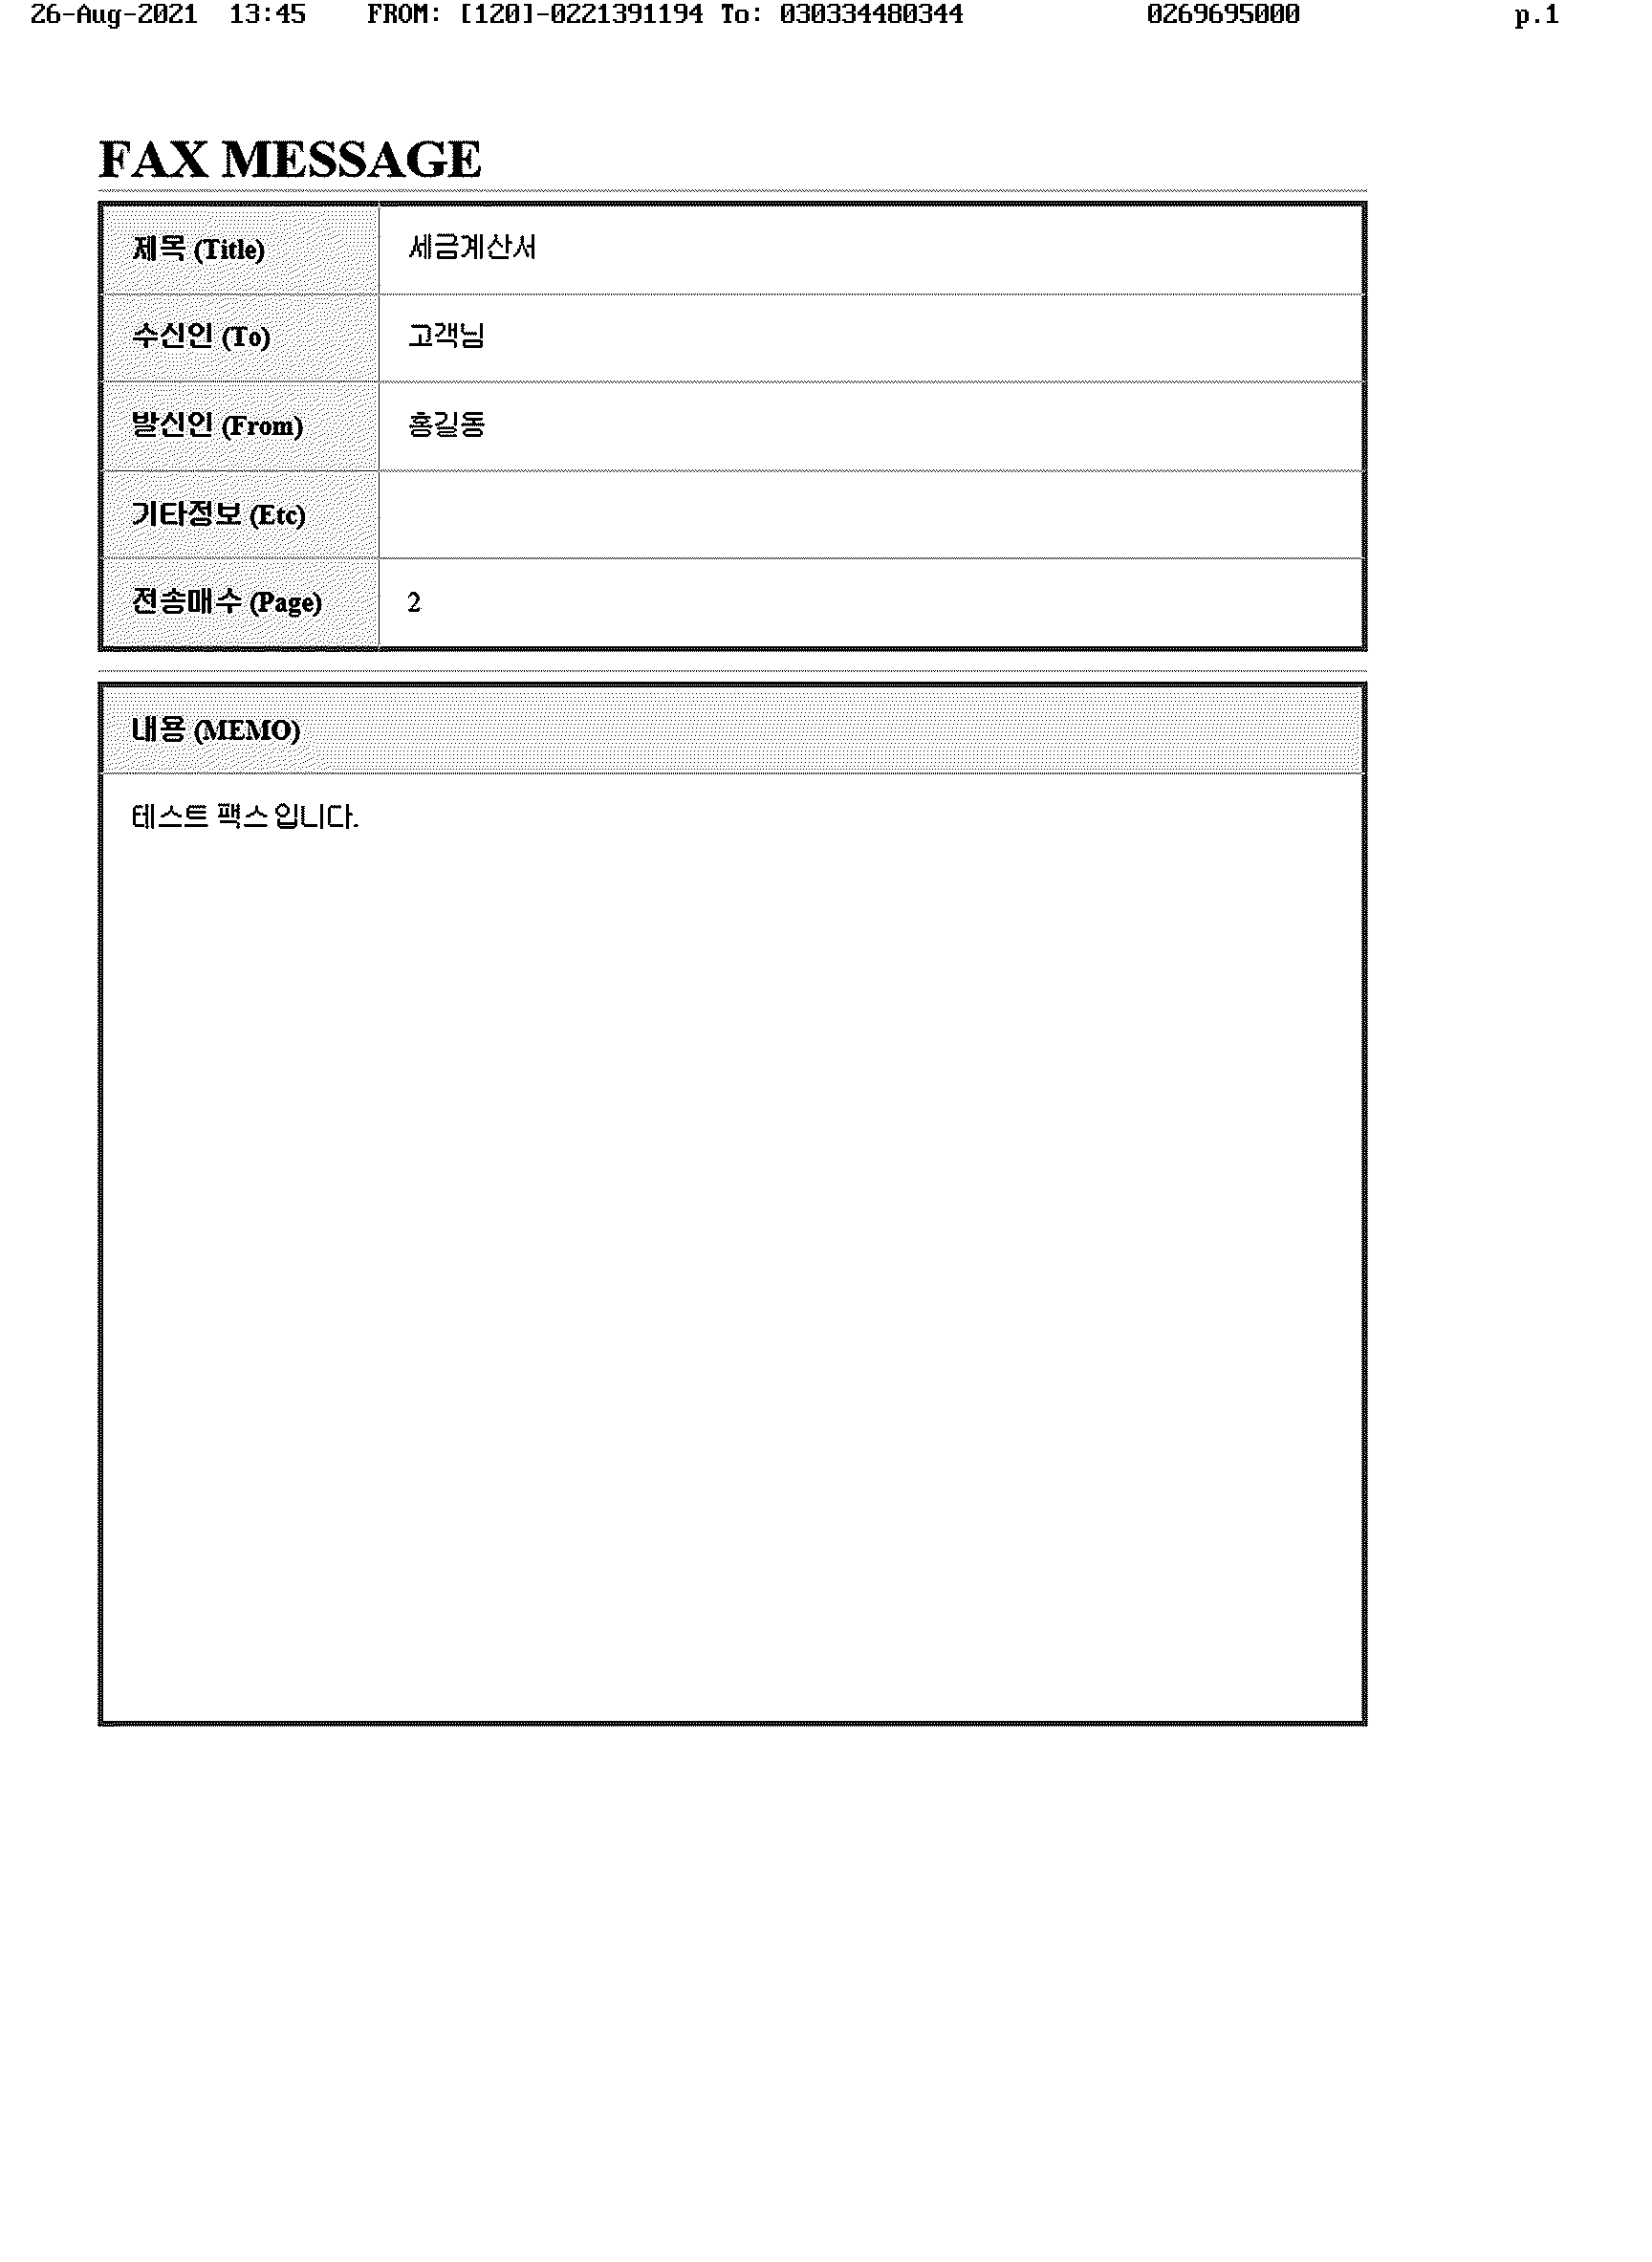 26-Aug-2021 13:45 FROM: [120]-0221391194 To: 030334480344 0269695000 p.1
FAX MESSAGE
제목 (Title) 세금계산서
수신인 (To) 고객님
발신인 (From) 홍길동
기타정보 (Etc)
전송매수 (Page) 2
내용 (MEMO)
테스트 팩스 입니다.